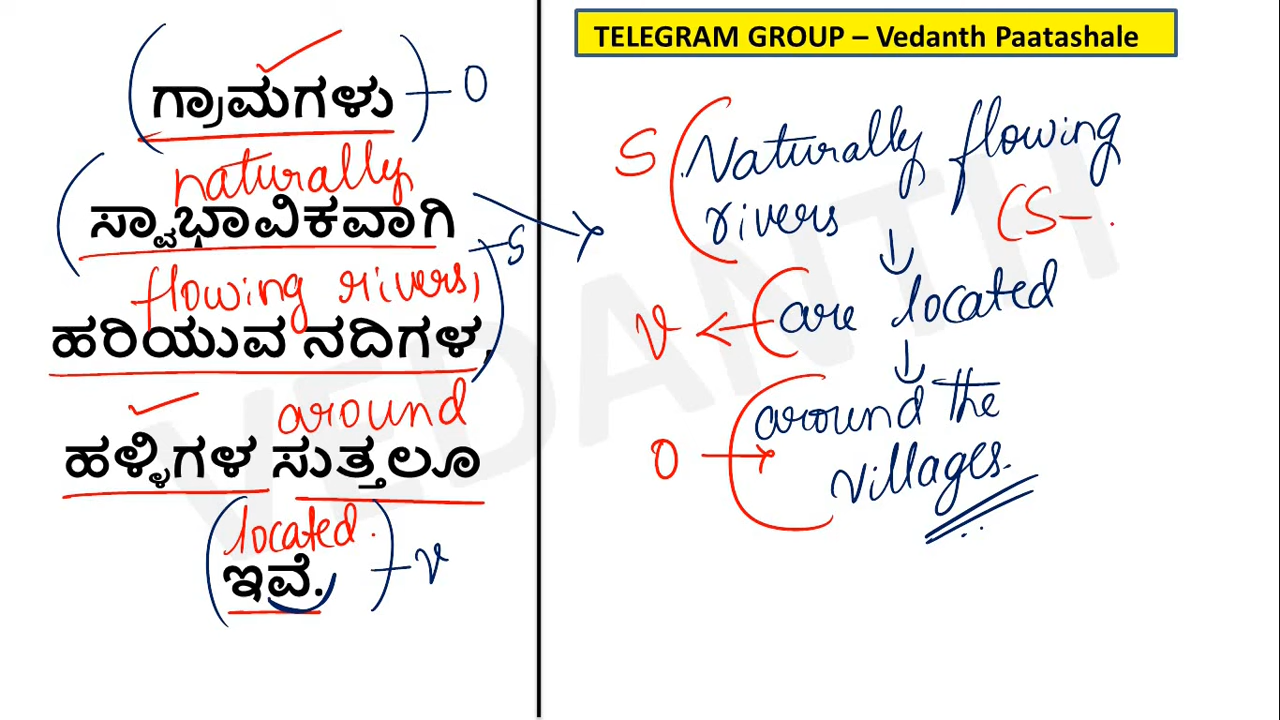 ಗ್ರಾಮಗಳು - O
naturally
ಸ್ವಾಭಾವಿಕವಾಗಿ
flowing rivers,
ಹರಿಯುವ ನದಿಗಳ, - S
around
ಹಳ್ಳಿಗಳ ಸುತ್ತಲೂ
located.
ಇವೆ. - V
TELEGRAM GROUP – Vedanth Paatashale
S Naturally flowing
rivers (S-
V are located
around the
O villages.
VEDANTH